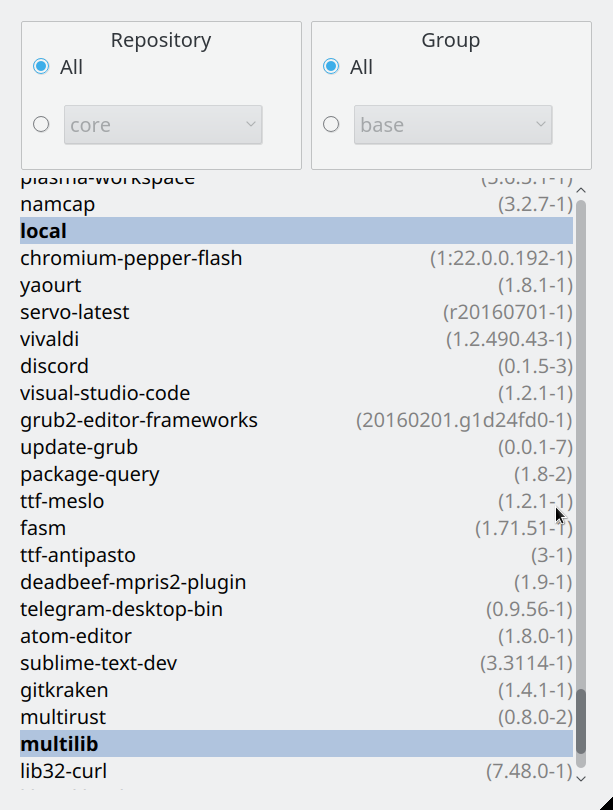 Repository Group
All All
core base
plasma-workspace
namcap (3.2.7-1)
local
chromium-pepper-flash (1:22.0.0.192-1)
yaourt (1.8.1-1)
servo-latest (r20160701-1)
vivaldi (1.2.490.43-1)
discord (0.1.5-3)
visual-studio-code (1.2.1-1)
grub2-editor-frameworks (20160201.g1d24fd0-1)
update-grub (0.0.1-7)
package-query (1.8-2)
ttf-meslo (1.2.1-1)
fasm (1.71.51-1)
ttf-antipasto (3-1)
deadbeef-mpris2-plugin (1.9-1)
telegram-desktop-bin (0.9.56-1)
atom-editor (1.8.0-1)
sublime-text-dev (3.3114-1)
gitkraken (1.4.1-1)
multirust (0.8.0-2)
multilib
lib32-curl (7.48.0-1)